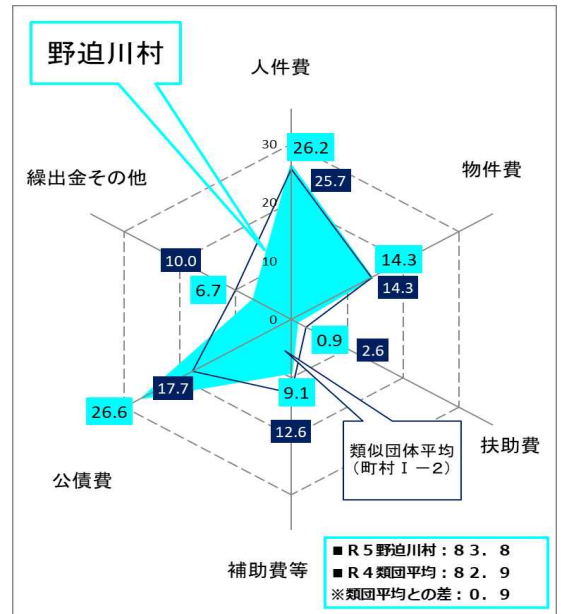 野迫川村
人件費
30
26.2
25.7
物件費
繰出金その他
20
10.0
14.3
10
14.3
6.7
0
0.9
2.6
17.7
9.1
扶助費
26.6
12.6
類似団体平均
(町村Ⅰ－2)
公債費
補助費等
■R5野迫川村：83．8
■R4類団平均：82．9
※類団平均との差：0．9